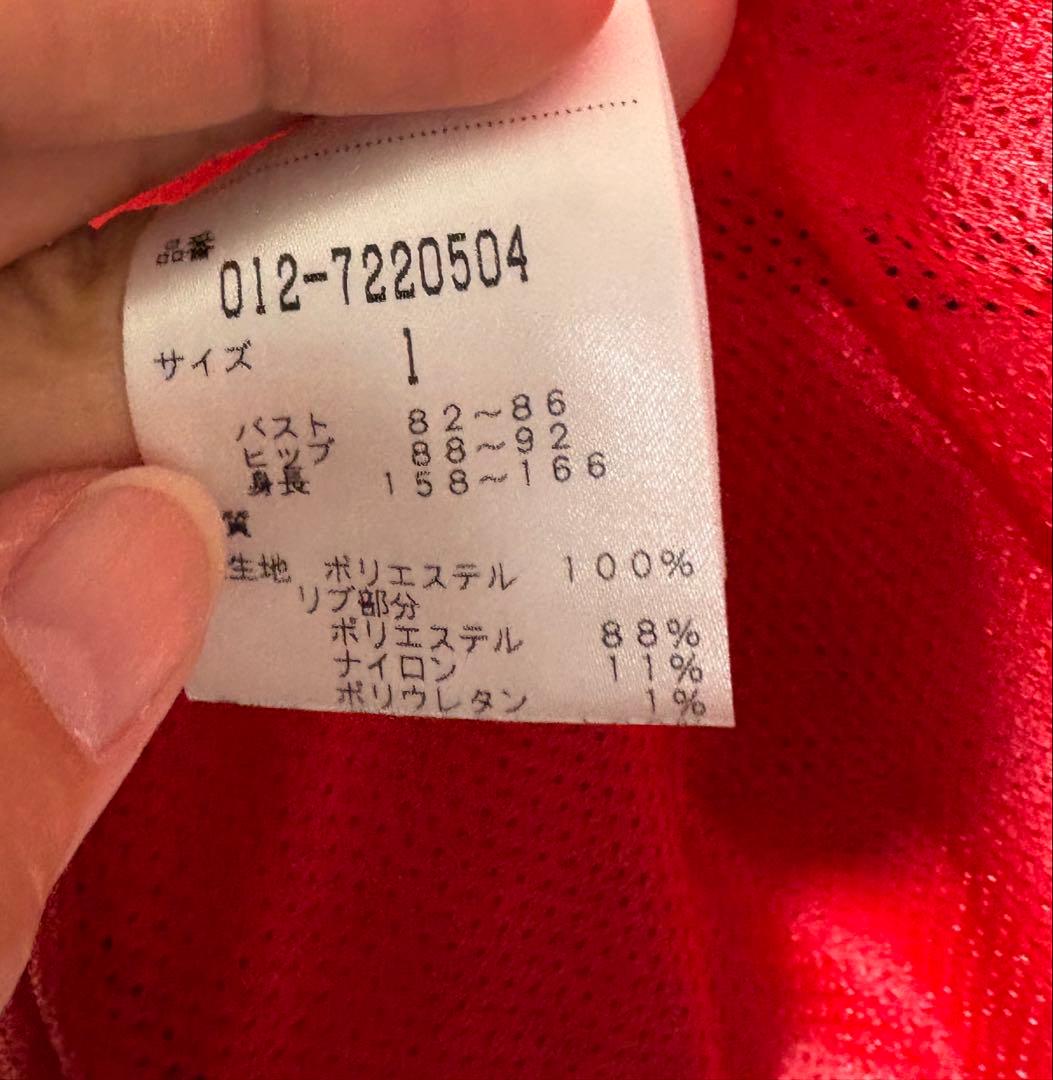 品番
012-7220504
サイズ 1
バスト 82～86
ヒップ 88～92
身長 158～166
質
生地 ポリエステル 100%
リブ部分
ポリエステル 88%
ナイロン 11%
ポリウレタン 1%